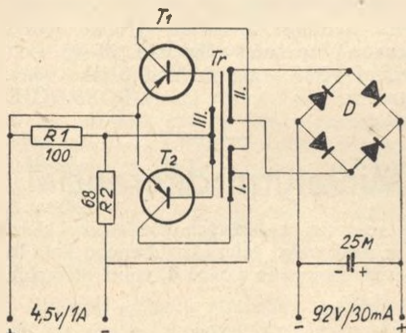 T1
Tr
II.
III.
D
R1
100
T2
68
R2
I.
25M
- +
4,5v/1A
92V/30mA
+ -
- +